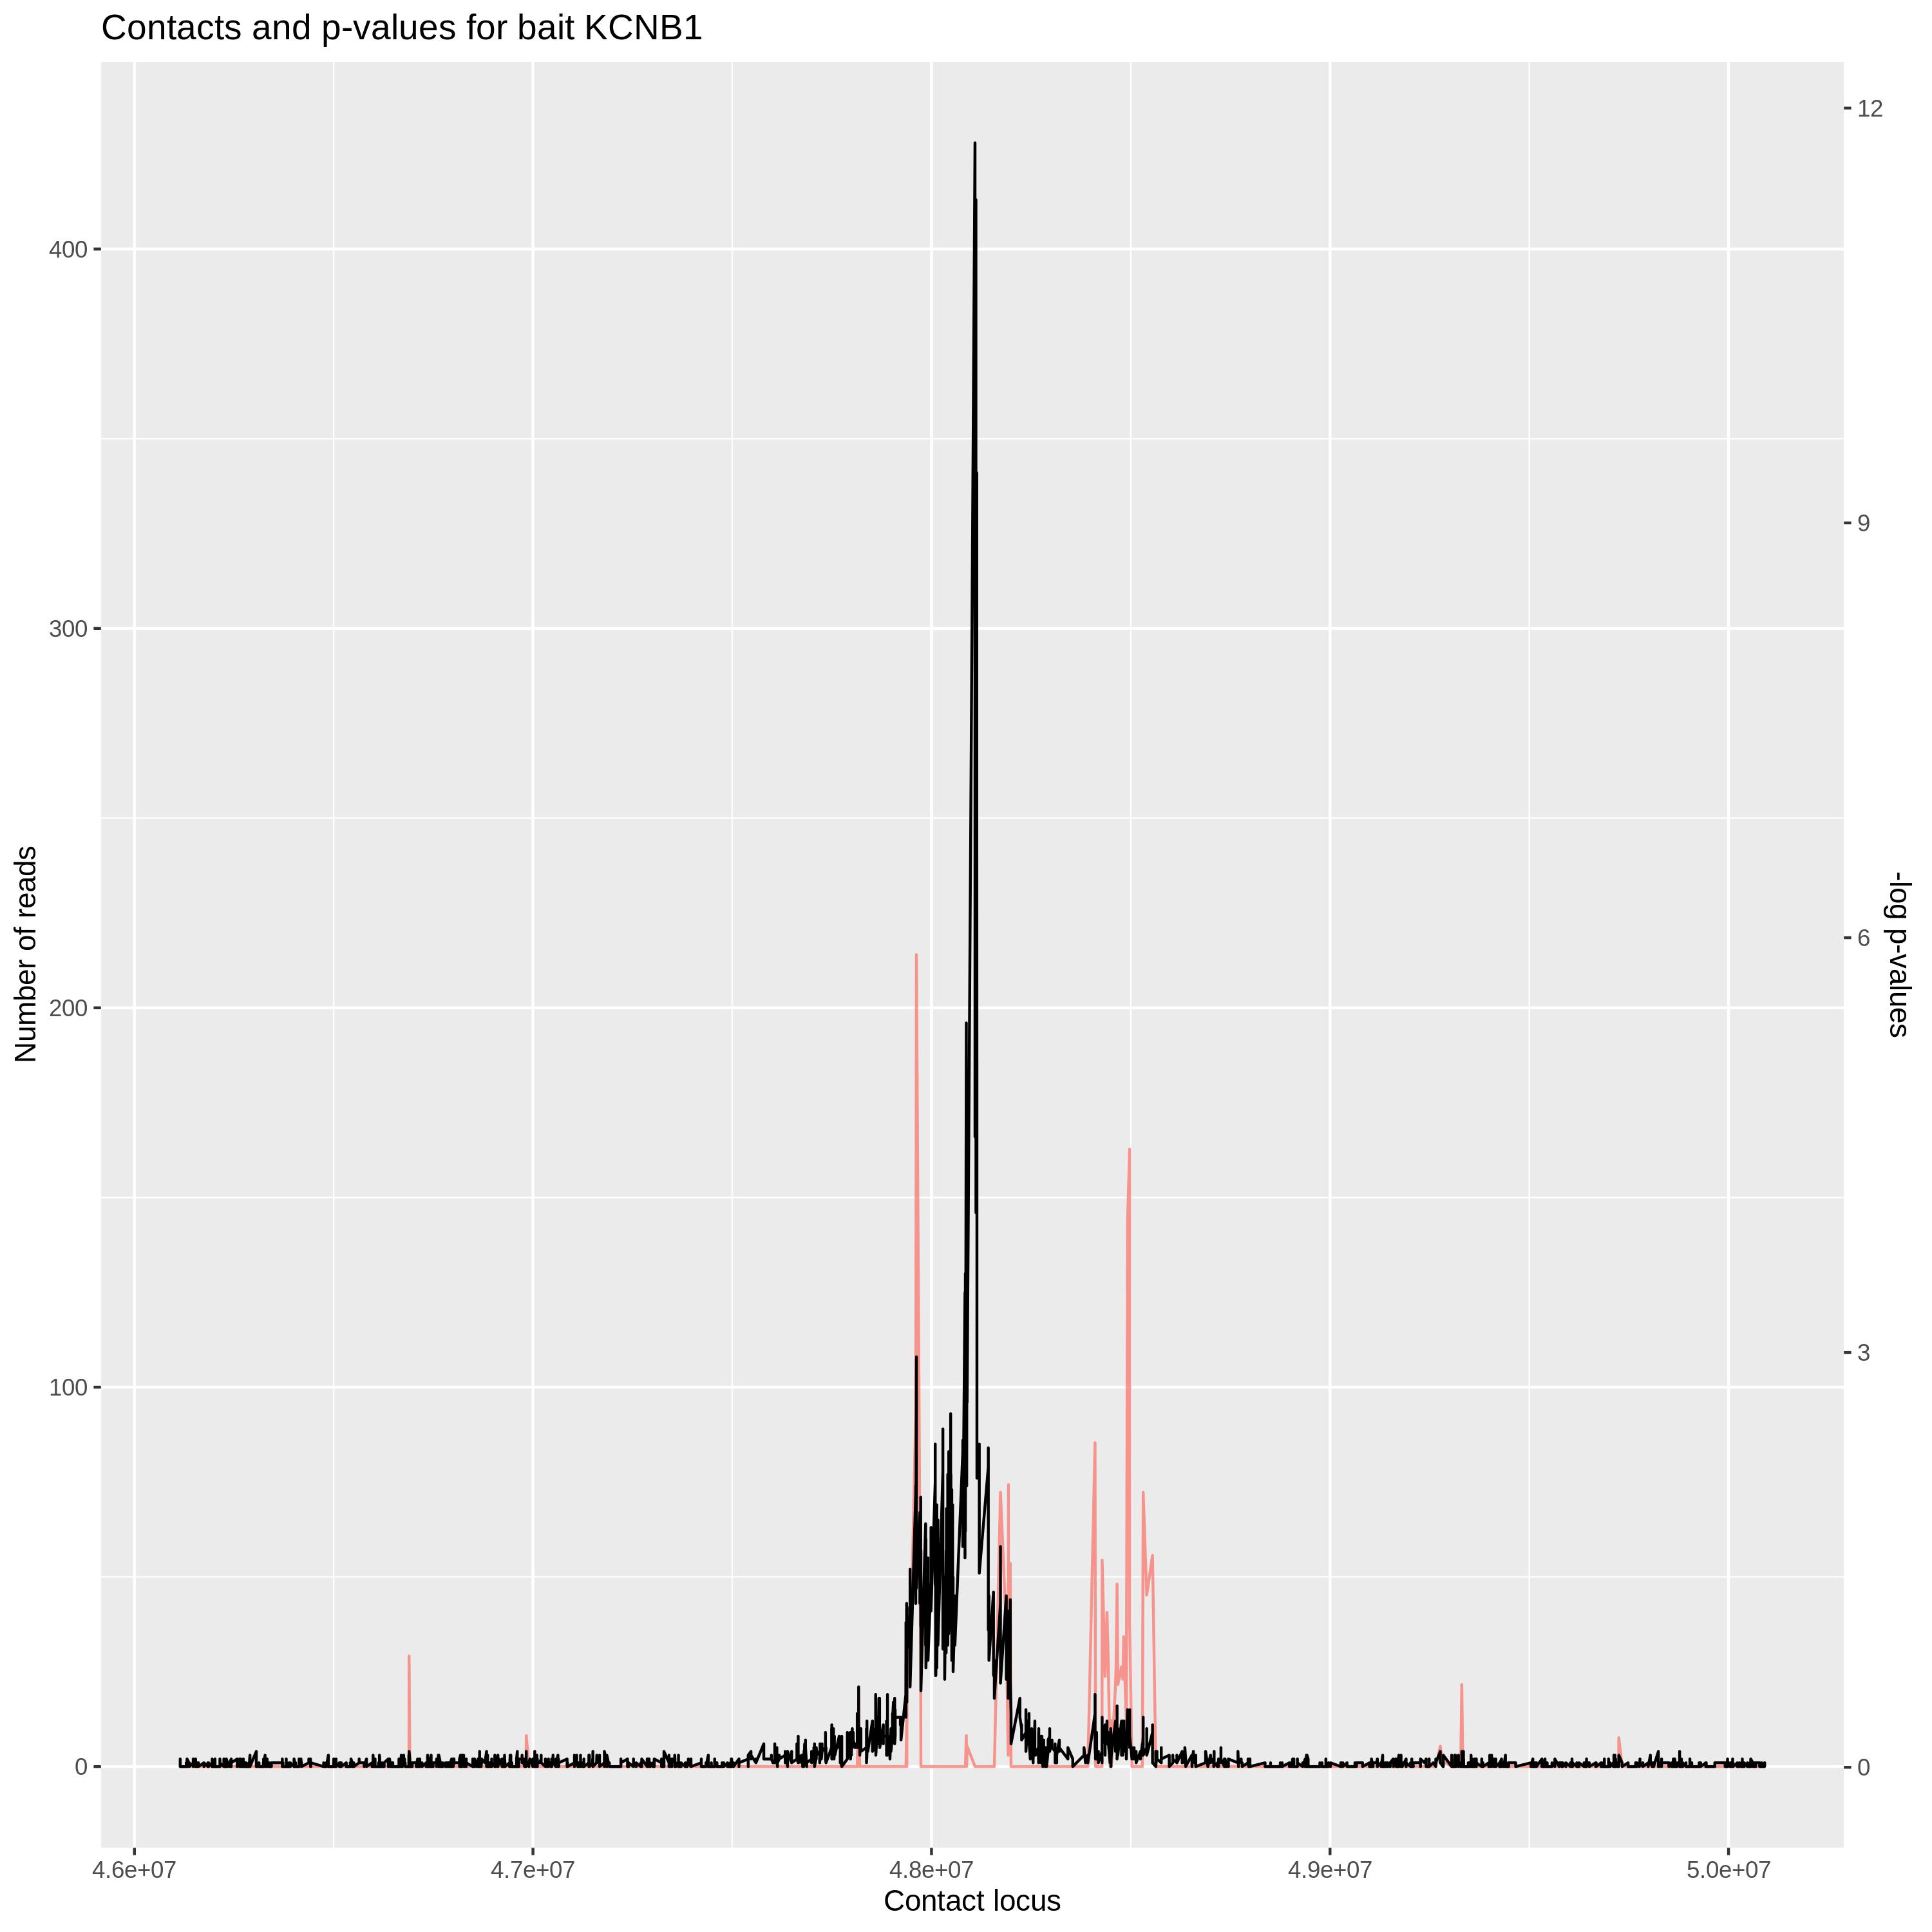 Contacts and p-values for bait KCNB1
12
400
9
300
6
200
3
100
0
0
Number of reads
-log p-values
4.6e+07
4.7e+07
4.8e+07
4.9e+07
5.0e+07
Contact locus